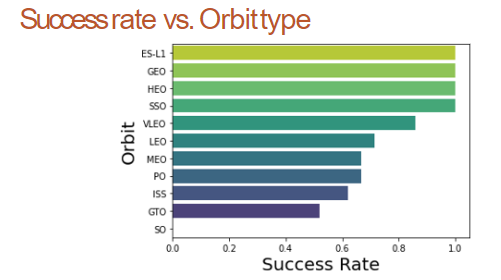 Success rate vs. Orbit type
ES-L1
GEO
HEO
SSO
VLEO
LEO
MEO
PO
ISS
GTO
SO
Orbit
0.0 0.2 0.4 0.6 0.8 1.0
Success Rate